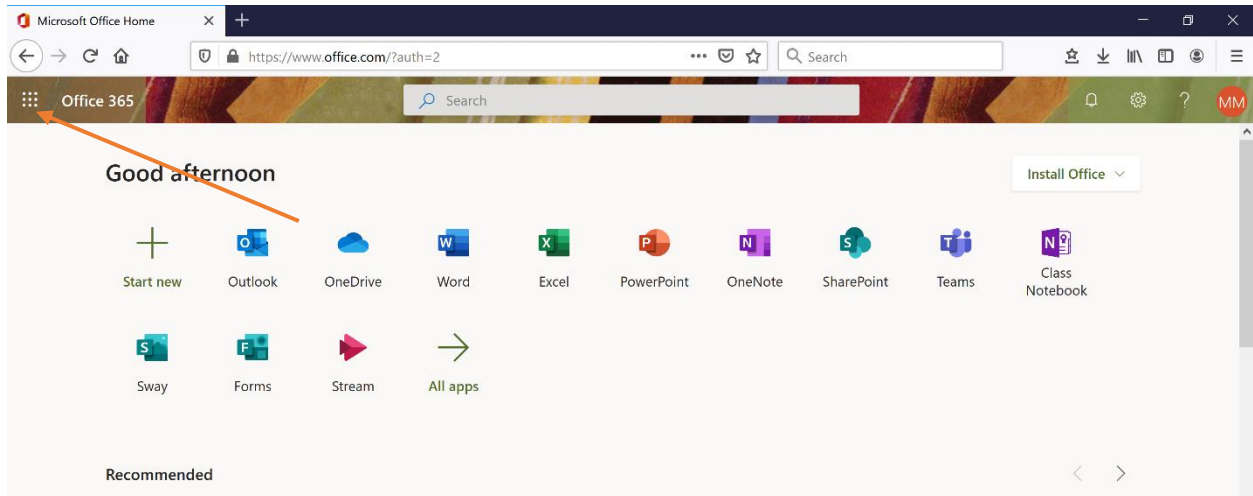 Microsoft Office Home
https://www.office.com/?auth=2
Search
Office 365
Search
MM
Good afternoon
Install Office
Start new
Outlook
OneDrive
Word
Excel
PowerPoint
OneNote
SharePoint
Teams
Class
Notebook
Sway
Forms
Stream
All apps
Recommended